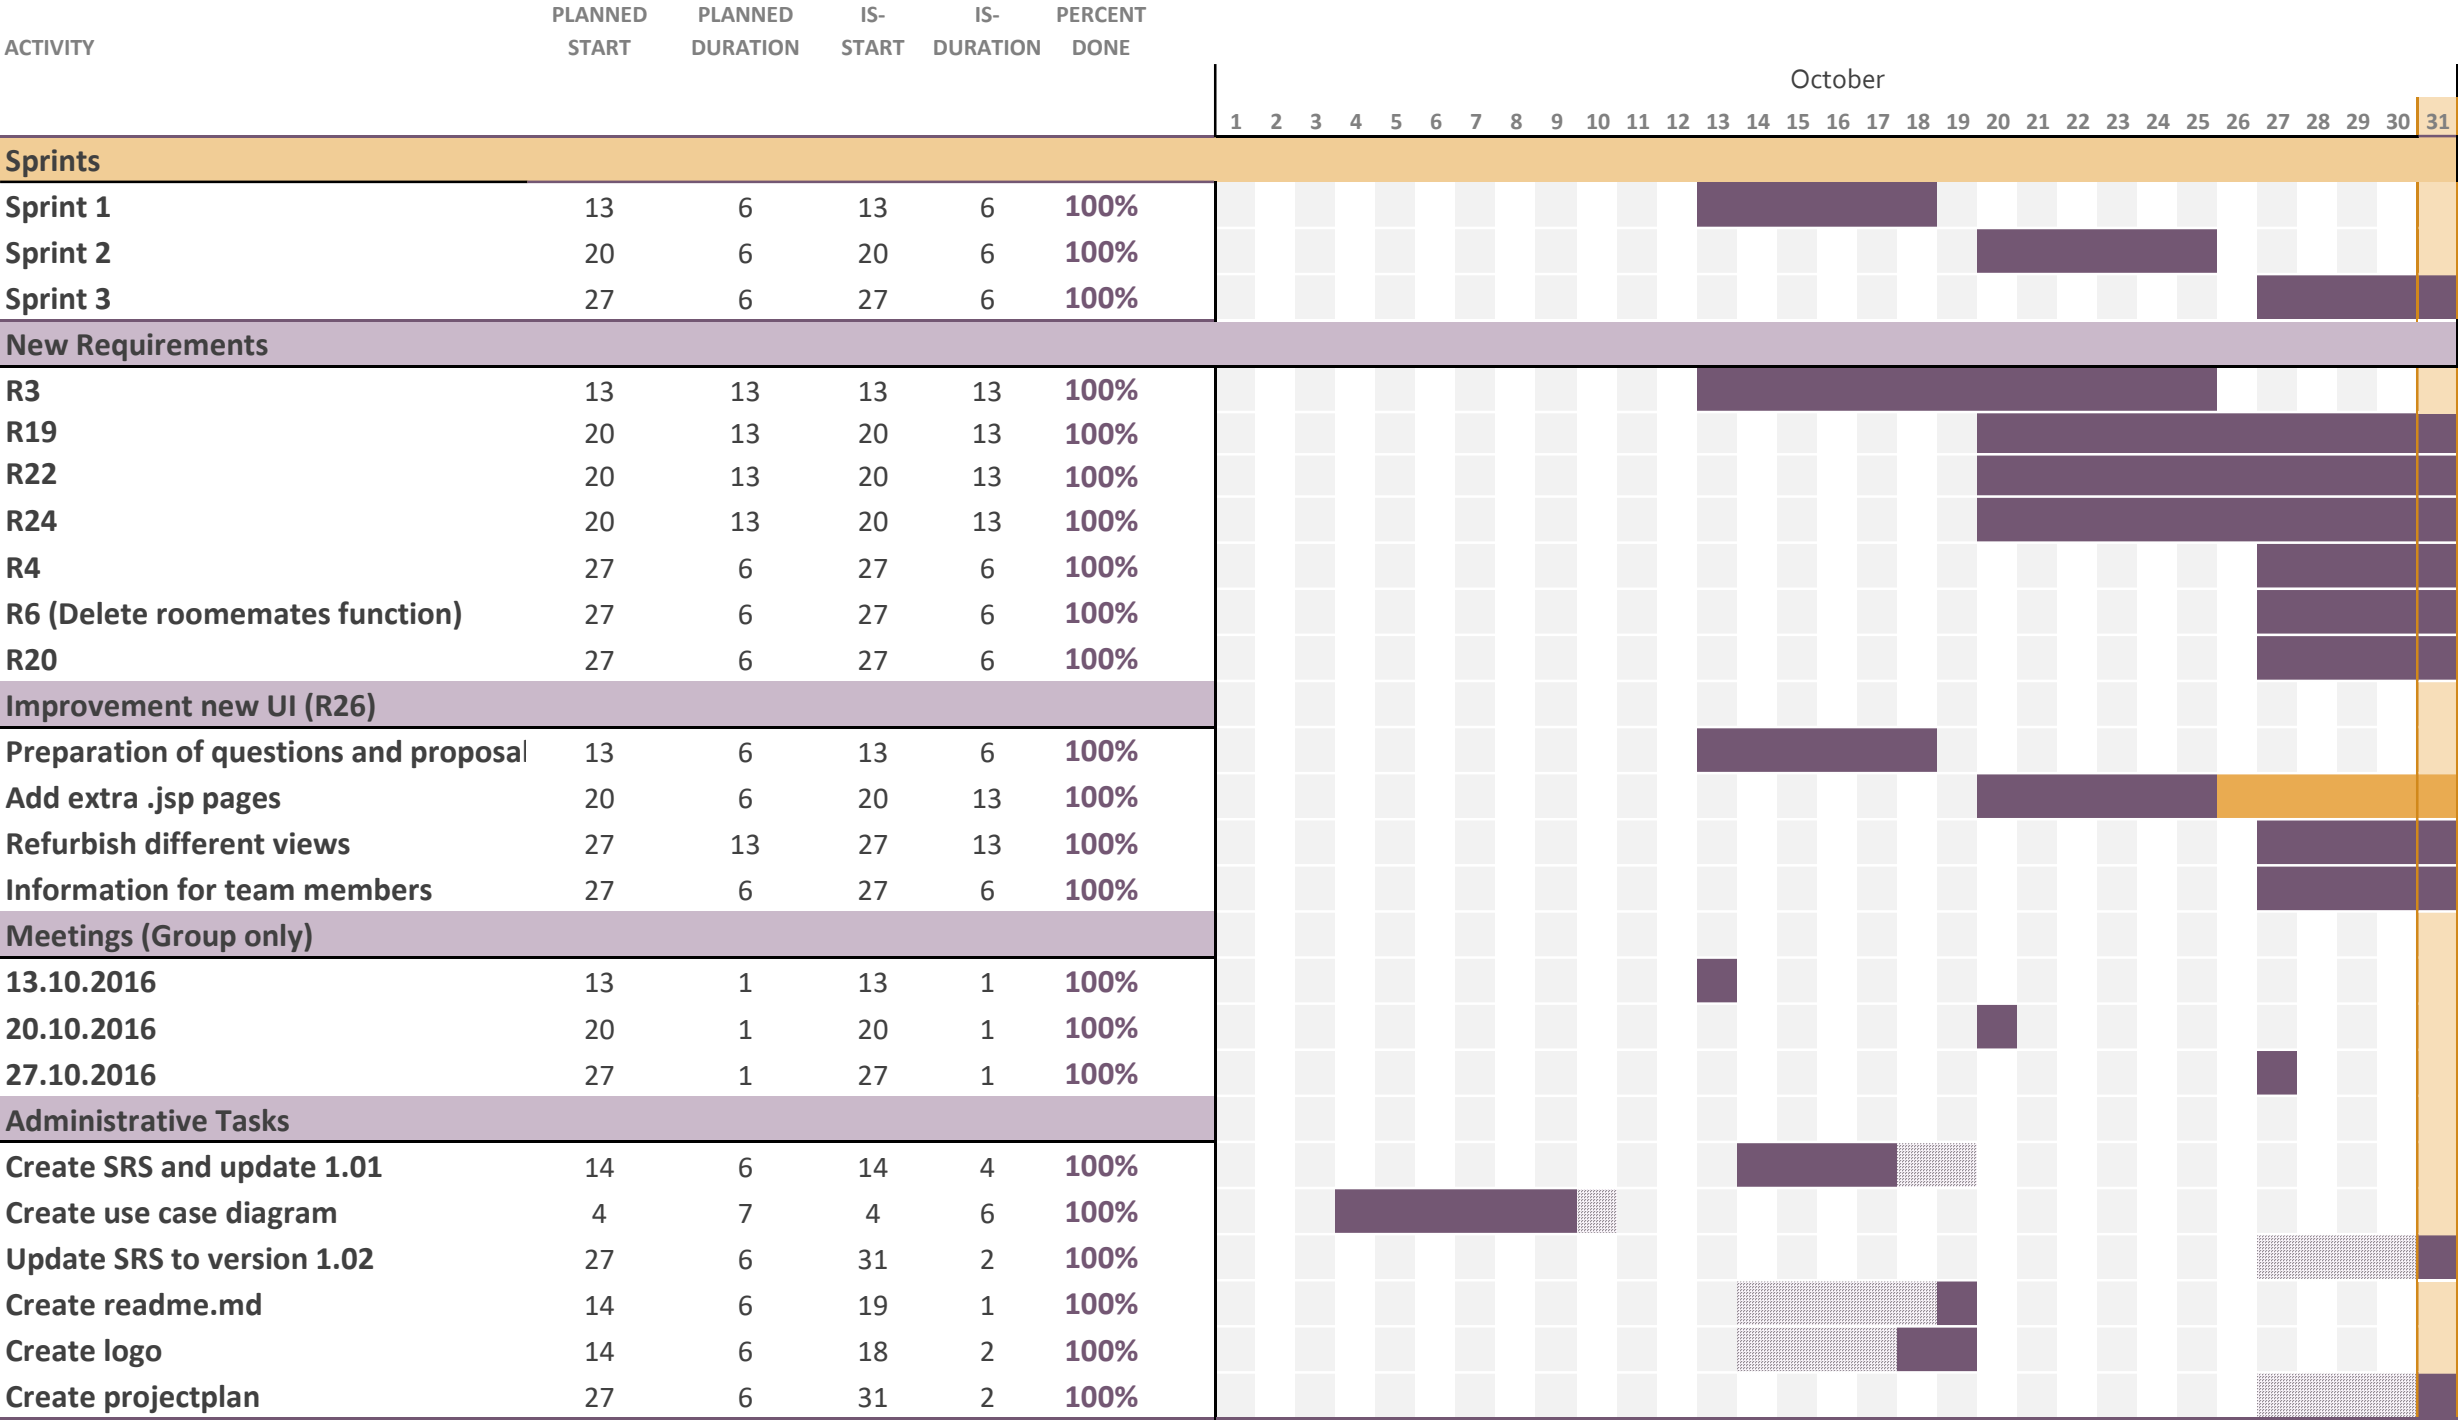 PLANNED PLANNED IS- IS- PERCENT
ACTIVITY START DURATION START DURATION DONE
October
1 2 3 4 5 6 7 8 9 10 11 12 13 14 15 16 17 18 19 20 21 22 23 24 25 26 27 28 29 30 31
Sprints
Sprint 1 13 6 13 6 100%
Sprint 2 20 6 20 6 100%
Sprint 3 27 6 27 6 100%
New Requirements
R3 13 13 13 13 100%
R19 20 13 20 13 100%
R22 20 13 20 13 100%
R24 20 13 20 13 100%
R4 27 6 27 6 100%
R6 (Delete roomemates function) 27 6 27 6 100%
R20 27 6 27 6 100%
Improvement new UI (R26)
Preparation of questions and proposal 13 6 13 6 100%
Add extra .jsp pages 20 6 20 13 100%
Refurbish different views 27 13 27 13 100%
Information for team members 27 6 27 6 100%
Meetings (Group only)
13.10.2016 13 1 13 1 100%
20.10.2016 20 1 20 1 100%
27.10.2016 27 1 27 1 100%
Administrative Tasks
Create SRS and update 1.01 14 6 14 4 100%
Create use case diagram 4 7 4 6 100%
Update SRS to version 1.02 27 6 31 2 100%
Create readme.md 14 6 19 1 100%
Create logo 14 6 18 2 100%
Create projectplan 27 6 31 2 100%